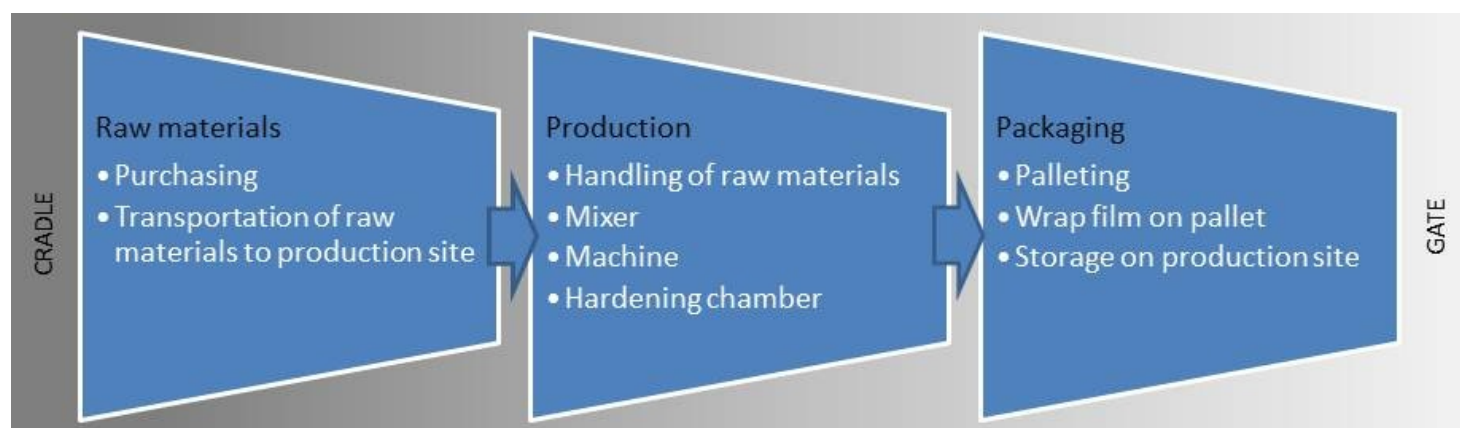 CRADLE
Raw materials
• Purchasing
• Transportation of raw
materials to production site
Production
• Handling of raw materials
• Mixer
• Machine
• Hardening chamber
Packaging
• Palleting
• Wrap film on pallet
• Storage on production site
GATE